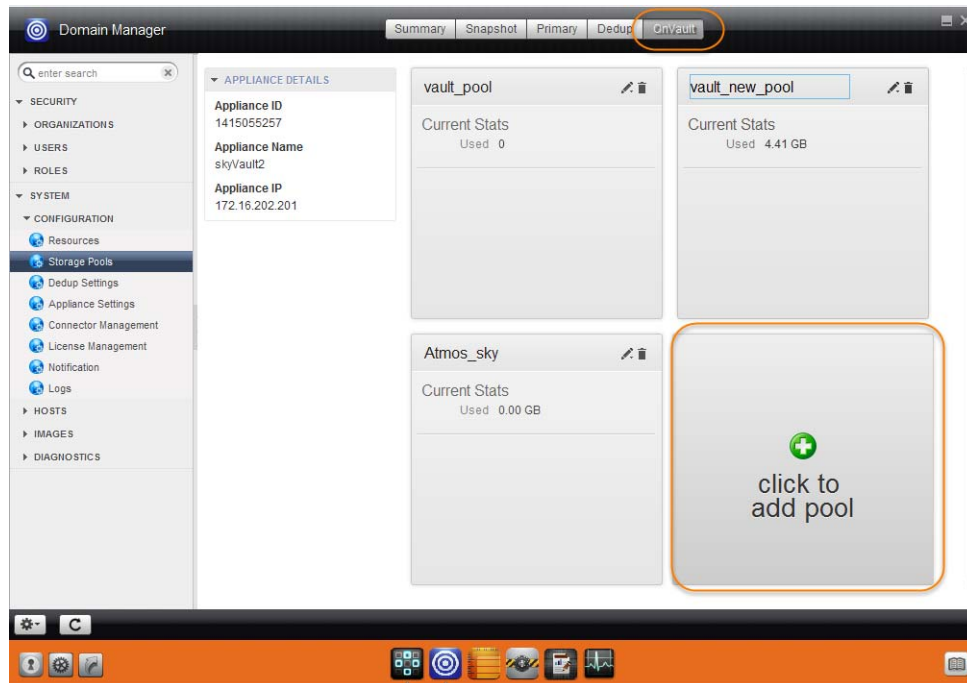 Domain Manager
Summary
Snapshot
Primary
Dedup
OnVault
enter search
SECURITY
ORGANIZATIONS
USERS
ROLES
SYSTEM
CONFIGURATION
Resources
Storage Pools
Dedup Settings
Appliance Settings
Connector Management
License Management
Notification
Logs
HOSTS
IMAGES
DIAGNOSTICS
APPLIANCE DETAILS
Appliance ID
1415055257
Appliance Name
skyVault2
Appliance IP
172.16.202.201
vault_pool
Current Stats
Used 0
vault_new_pool
Current Stats
Used 4.41 GB
Atmos_sky
Current Stats
Used 0.00 GB
click to
add pool